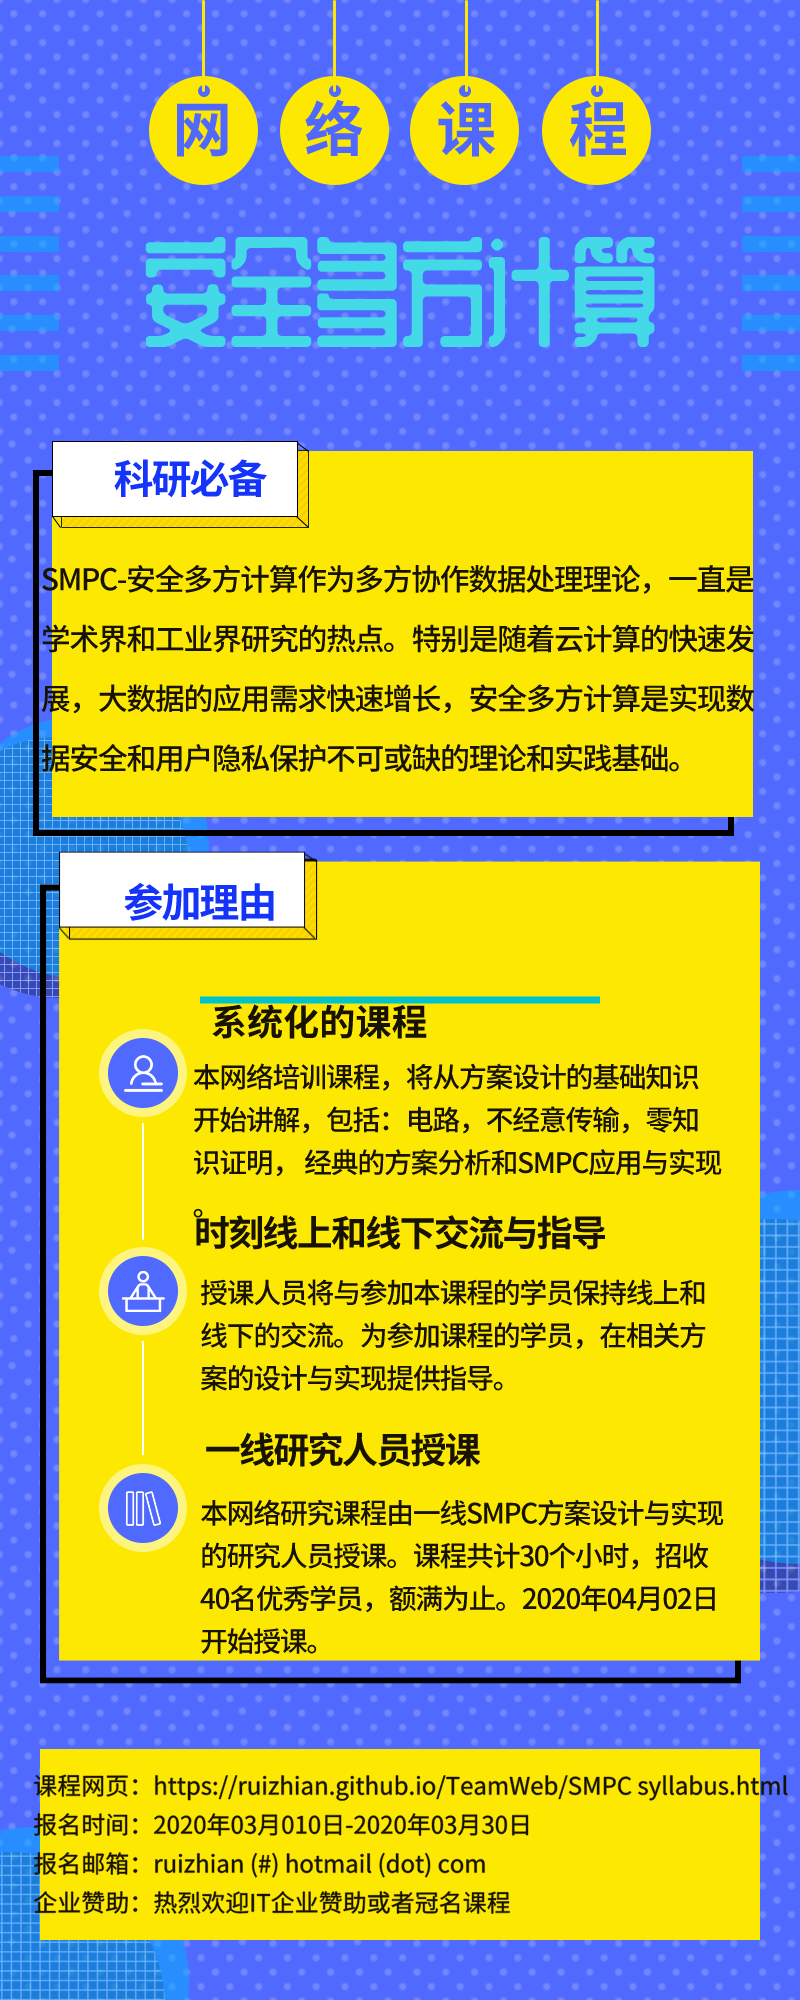 网 络 课 程
安全多方计算
科研必备
SMPC-安全多方计算作为多方协作数据处理理论，一直是
学术界和工业界研究的热点。特别是随着云计算的快速发
展，大数据的应用需求快速增长，安全多方计算是实现数
据安全和用户隐私保护不可或缺的理论和实践基础。
参加理由
系统化的课程
本网络培训课程，将从方案设计的基础知识
开始讲解，包括：电路，不经意传输，零知
识证明， 经典的方案分析和SMPC应用与实现
。
时刻线上和线下交流与指导
授课人员将与参加本课程的学员保持线上和
线下的交流。为参加课程的学员，在相关方
案的设计与实现提供指导。
一线研究人员授课
本网络研究课程由一线SMPC方案设计与实现
的研究人员授课。课程共计30个小时，招收
40名优秀学员，额满为止。2020年04月02日
开始授课。
课程网页：https://ruizhian.github.io/TeamWeb/SMPC syllabus.html
报名时间：2020年03月010日-2020年03月30日
报名邮箱：ruizhian (#) hotmail (dot) com
企业赞助：热烈欢迎IT企业赞助或者冠名课程